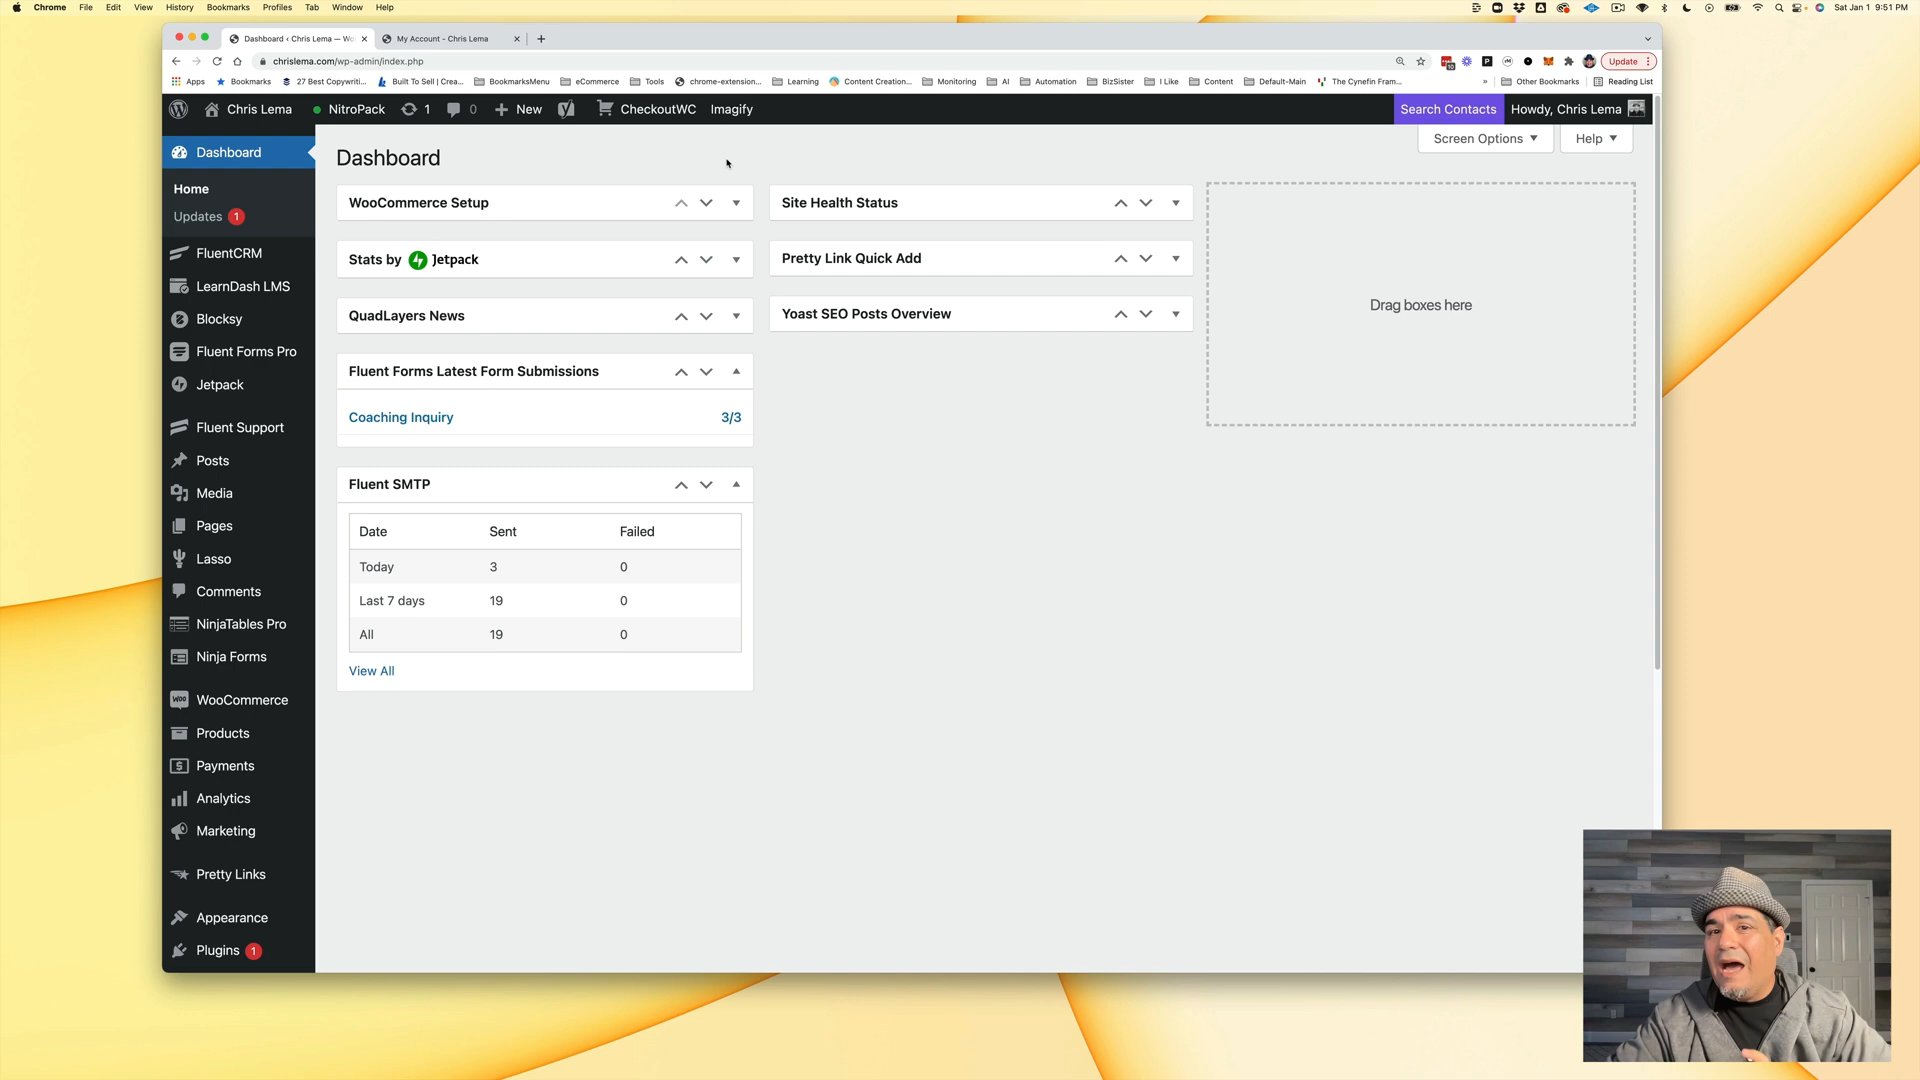 Chrome File Edit View History Bookmarks Profiles Tab Window Help
Sat Jan 1 9:51 PM
Dashboard ‹ Chris Lema — Wo
My Account - Chris Lema
chrislema.com/wp-admin/index.php
Update
Apps Bookmarks 27 Best Copywriti... Built To Sell | Crea... BookmarksMenu eCommerce Tools chrome-extension... Learning Content Creation... Monitoring AI Automation BizSister I Like Content Default-Main The Cynefin Fram... » Other Bookmarks Reading List
Chris Lema NitroPack 1 0 New CheckoutWC Imagify Search Contacts Howdy, Chris Lema
Screen Options Help
Dashboard
Home
Updates 1
FluentCRM
LearnDash LMS
Blocksy
Fluent Forms Pro
Jetpack
Fluent Support
Posts
Media
Pages
Lasso
Comments
NinjaTables Pro
Ninja Forms
WooCommerce
Products
Payments
Analytics
Marketing
Pretty Links
Appearance
Plugins 1
Dashboard
WooCommerce Setup
Stats by Jetpack
QuadLayers News
Fluent Forms Latest Form Submissions
Coaching Inquiry 3/3
Fluent SMTP
Date Sent Failed
Today 3 0
Last 7 days 19 0
All 19 0
View All
Site Health Status
Pretty Link Quick Add
Yoast SEO Posts Overview
Drag boxes here